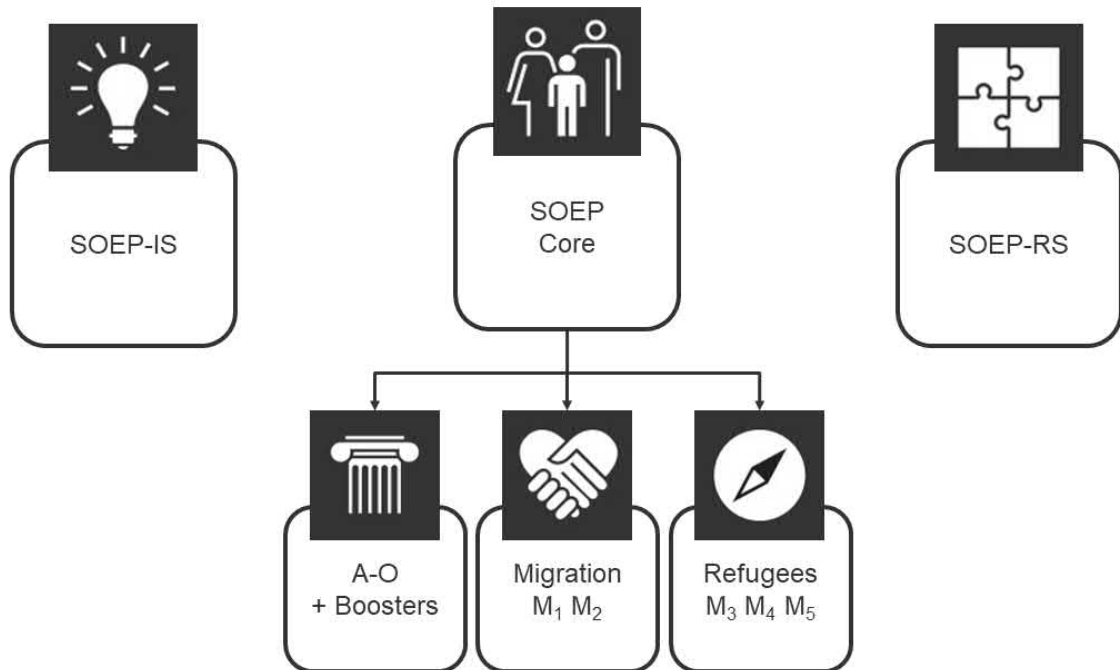 SOEP-IS
SOEP
Core
SOEP-RS
A-O
+ Boosters
Migration
M₁ M₂
Refugees
M₃ M₄ M₅